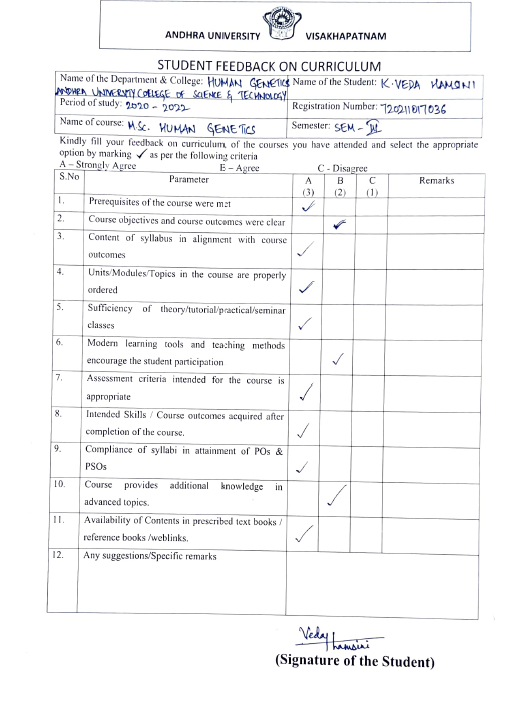 ANDHRA UNIVERSITY VISAKHAPATNAM
STUDENT FEEDBACK ON CURRICULUM
Name of the Department & College: HUMAN GENETICS
ANDHRA UNIVERSITY COLLEGE OF SCIENCE & TECHNOLOGY
Name of the Student: K. VEDA HAMSINI
Period of study: 2020 - 2022
Registration Number: 720211017036
Name of course: M.Sc. HUMAN GENETICS
Semester: SEM - III
Kindly fill your feedback on curriculum, of the courses you have attended and select the appropriate
option by marking ✓ as per the following criteria
A – Strongly Agree E – Agree C - Disagree
S.No Parameter A (3) B (2) C (1) Remarks
1. Prerequisites of the course were met ✓
2. Course objectives and course outcomes were clear ✓
3. Content of syllabus in alignment with course
outcomes ✓
4. Units/Modules/Topics in the course are properly
ordered ✓
5. Sufficiency of theory/tutorial/practical/seminar
classes ✓
6. Modern learning tools and teaching methods
encourage the student participation ✓
7. Assessment criteria intended for the course is
appropriate ✓
8. Intended Skills / Course outcomes acquired after
completion of the course. ✓
9. Compliance of syllabi in attainment of POs &
PSOs ✓
10. Course provides additional knowledge in
advanced topics. ✓
11. Availability of Contents in prescribed text books /
reference books /weblinks. ✓
12. Any suggestions/Specific remarks
(Signature of the Student)